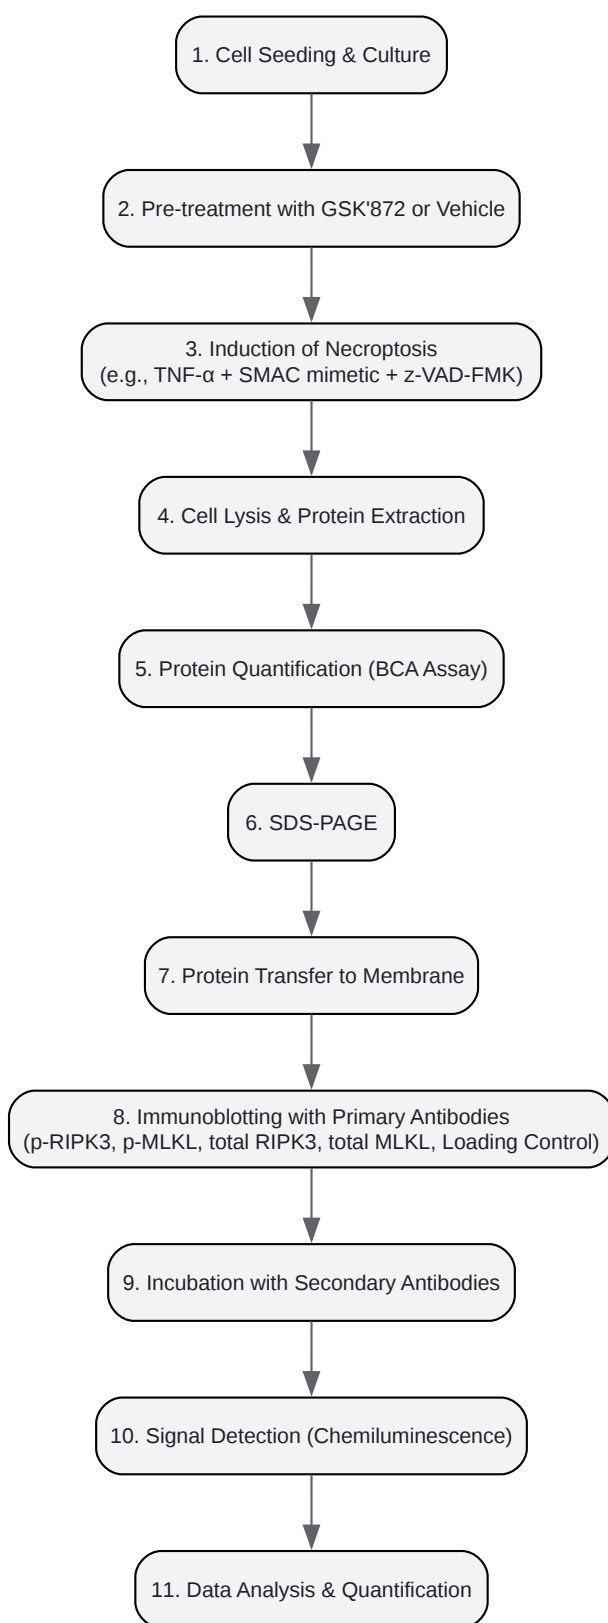 1. Cell Seeding & Culture
2. Pre-treatment with GSK'872 or Vehicle
3. Induction of Necroptosis
(e.g., TNF-α + SMAC mimetic + z-VAD-FMK)
4. Cell Lysis & Protein Extraction
5. Protein Quantification (BCA Assay)
6. SDS-PAGE
7. Protein Transfer to Membrane
8. Immunoblotting with Primary Antibodies
(p-RIPK3, p-MLKL, total RIPK3, total MLKL, Loading Control)
9. Incubation with Secondary Antibodies
10. Signal Detection (Chemiluminescence)
11. Data Analysis & Quantification